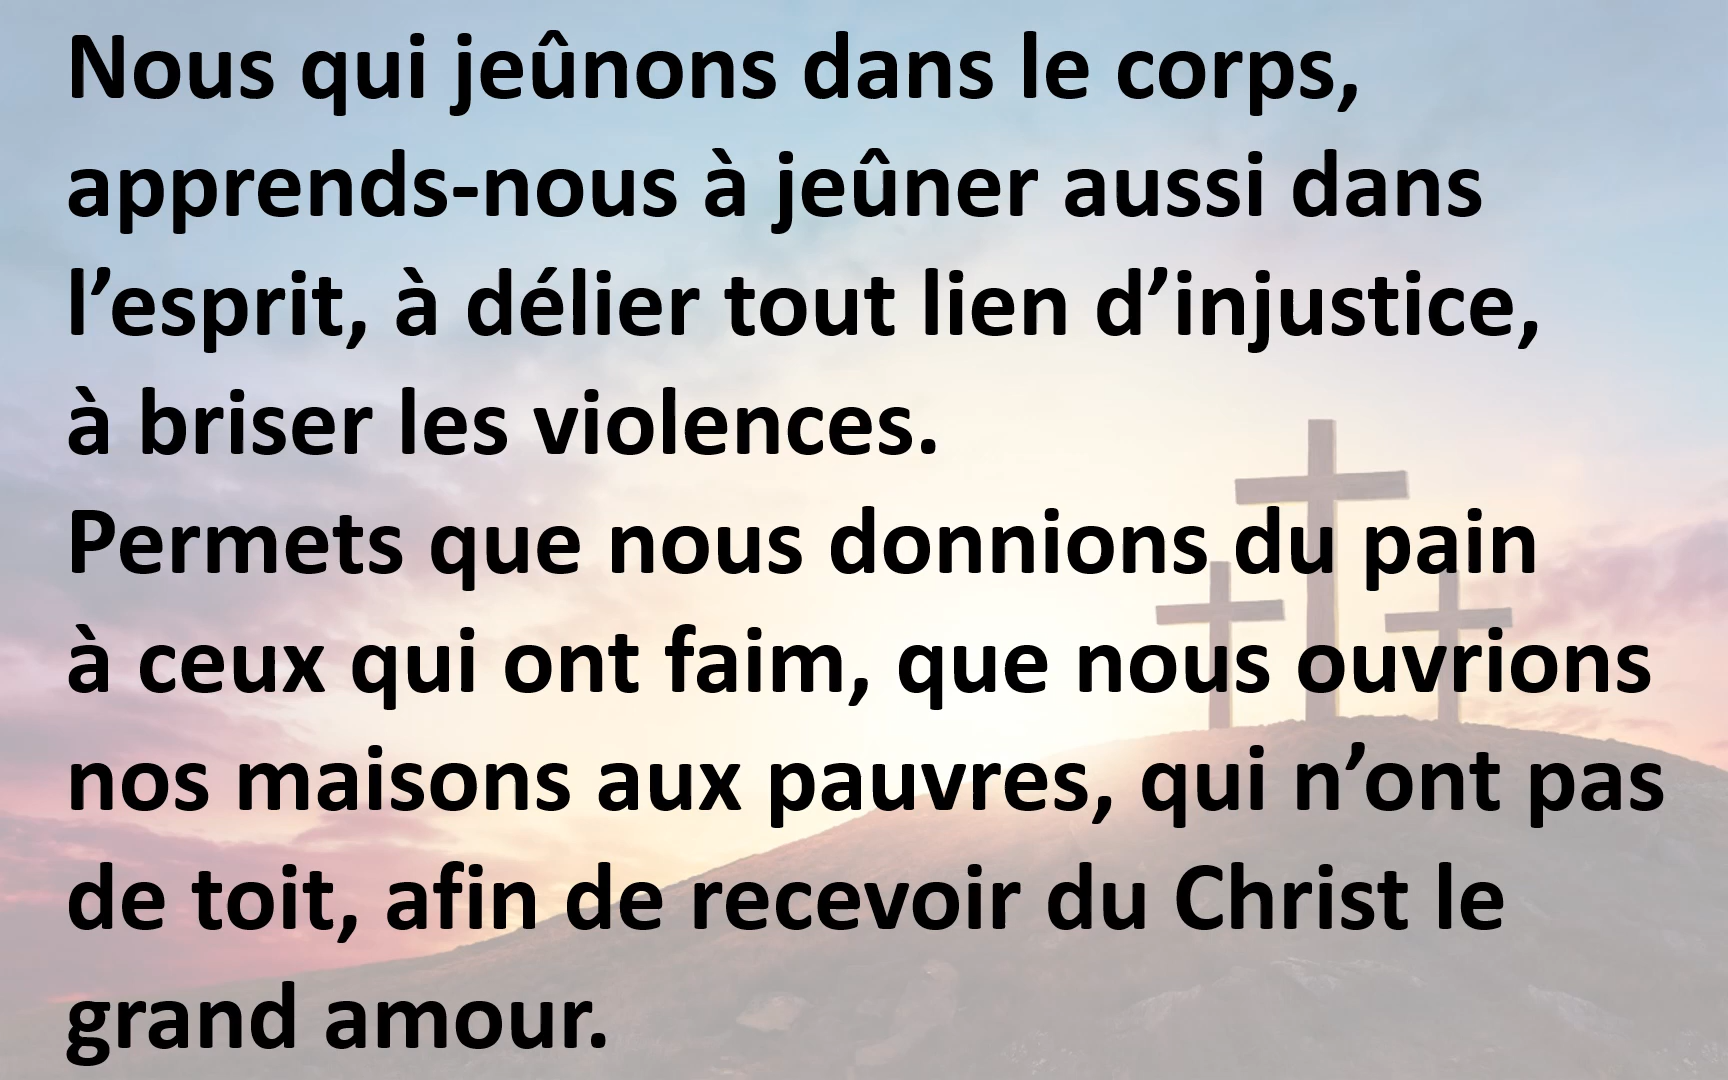 Nous qui jeûnons dans le corps,
apprends-nous à jeûner aussi dans
l’esprit, à délier tout lien d’injustice,
à briser les violences.
Permets que nous donnions du pain
à ceux qui ont faim, que nous ouvrions
nos maisons aux pauvres, qui n’ont pas
de toit, afin de recevoir du Christ le
grand amour.